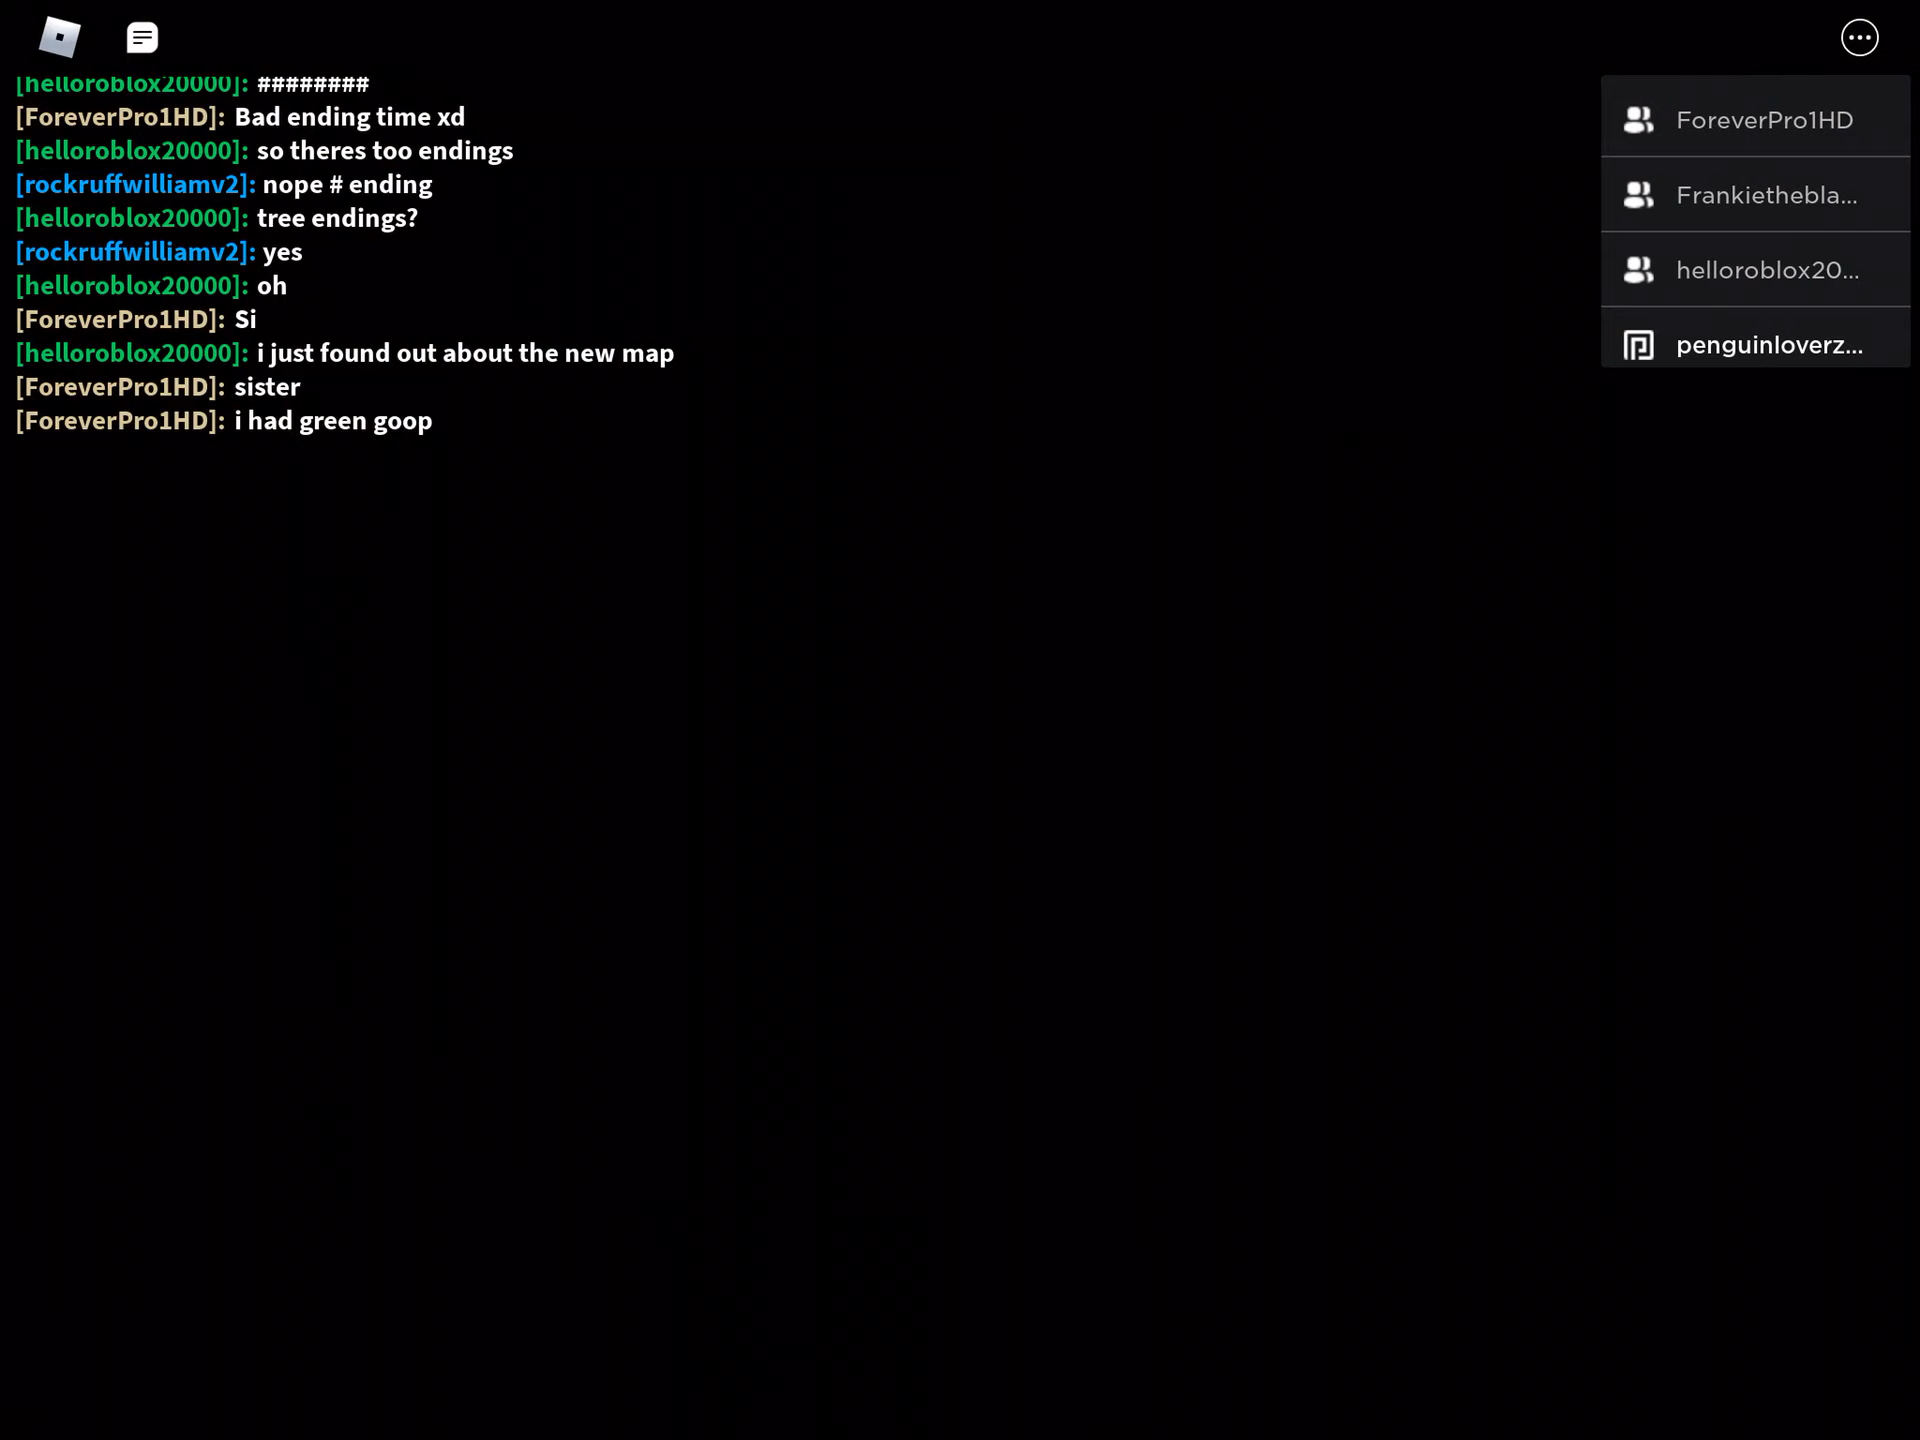 [helloroblox20000]: ########
[ForeverPro1HD]: Bad ending time xd
[helloroblox20000]: so theres too endings
[rockruffwilliamv2]: nope # ending
[helloroblox20000]: tree endings?
[rockruffwilliamv2]: yes
[helloroblox20000]: oh
[ForeverPro1HD]: Si
[helloroblox20000]: i just found out about the new map
[ForeverPro1HD]: sister
[ForeverPro1HD]: i had green goop
ForeverPro1HD
Frankiethebla...
helloroblox20...
penguinloverz...